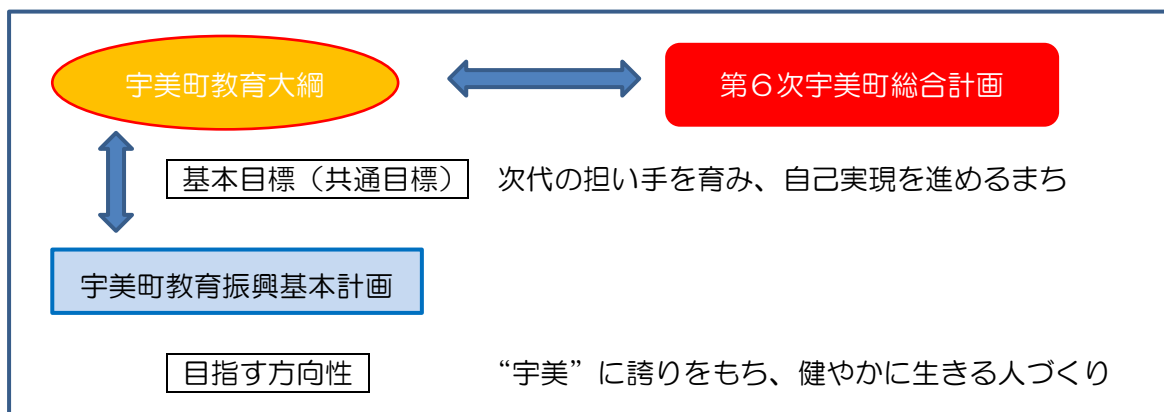 宇美町教育大綱
第６次宇美町総合計画
基本目標（共通目標） 次代の担い手を育み、自己実現を進めるまち
宇美町教育振興基本計画
目指す方向性 “宇美”に誇りをもち、健やかに生きる人づくり